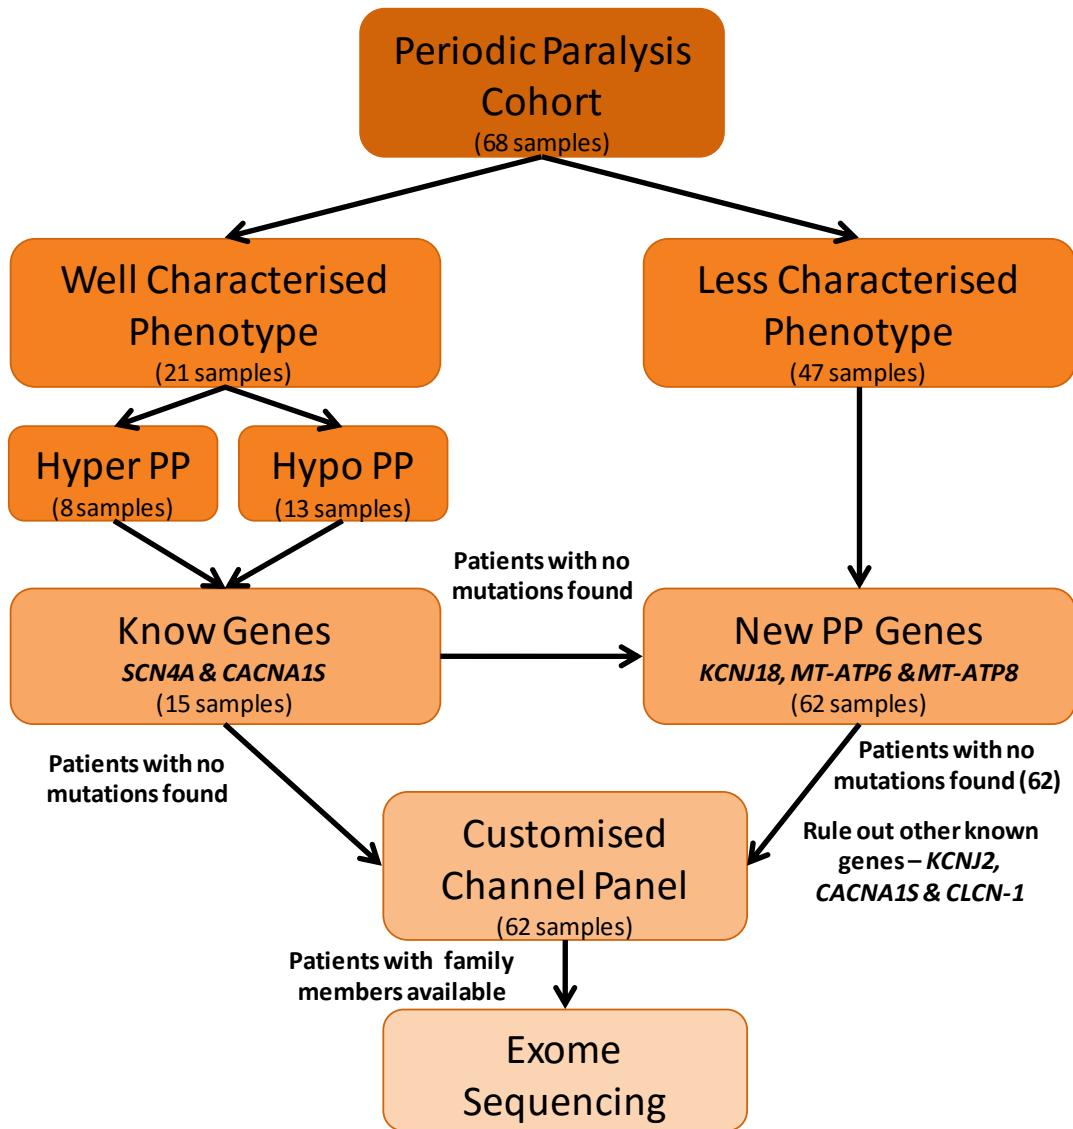 Periodic Paralysis
Cohort
(68 samples)
Well Characterised
Phenotype
(21 samples)
Less Characterised
Phenotype
(47 samples)
Hyper PP
(8 samples)
Hypo PP
(13 samples)
Patients with no
mutations found
Know Genes
SCN4A & CACNA1S
(15 samples)
New PP Genes
KCNJ18, MT-ATP6 &MT-ATP8
(62 samples)
Patients with no
mutations found
Patients with no
mutations found (62)
Rule out other known
genes – KCNJ2,
CACNA1S & CLCN-1
Customised
Channel Panel
(62 samples)
Patients with family
members available
Exome
Sequencing